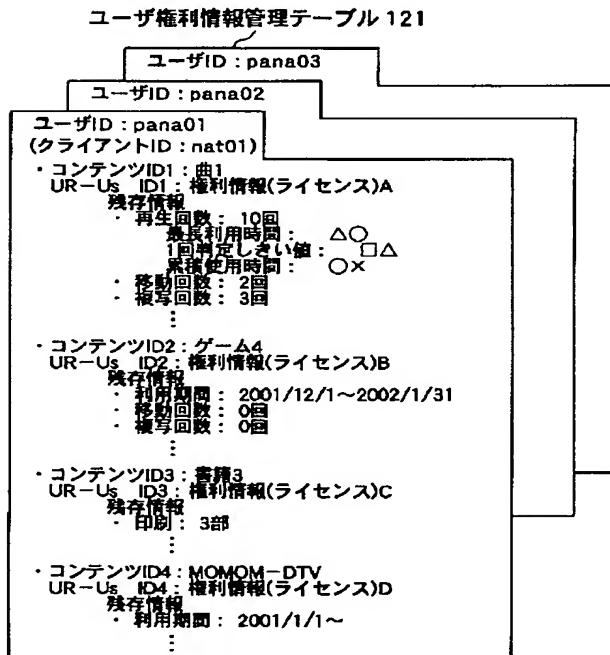 ユーザ権利情報管理テーブル 121
ユーザID：pana03
ユーザID：pana02
ユーザID：pana01
(クライアントID：nat01)
・コンテンツID1：曲1
UR－Us ID1：権利情報(ライセンス)A
残存情報
・再生回数：10回
最長利用時間： △○
1回判定しきい値： □△
累積使用時間： ○×
・移動回数：2回
・複写回数：3回
⋮
・コンテンツID2：ゲーム4
UR－Us ID2：権利情報(ライセンス)B
残存情報
・利用期間：2001/12/1～2002/1/31
・移動回数：0回
・複写回数：0回
⋮
・コンテンツID3：書籍3
UR－Us ID3：権利情報(ライセンス)C
残存情報
・印刷：3部
⋮
・コンテンツID4：MOMOM－DTV
UR－Us ID4：権利情報(ライセンス)D
残存情報
・利用期間：2001/1/1～
⋮